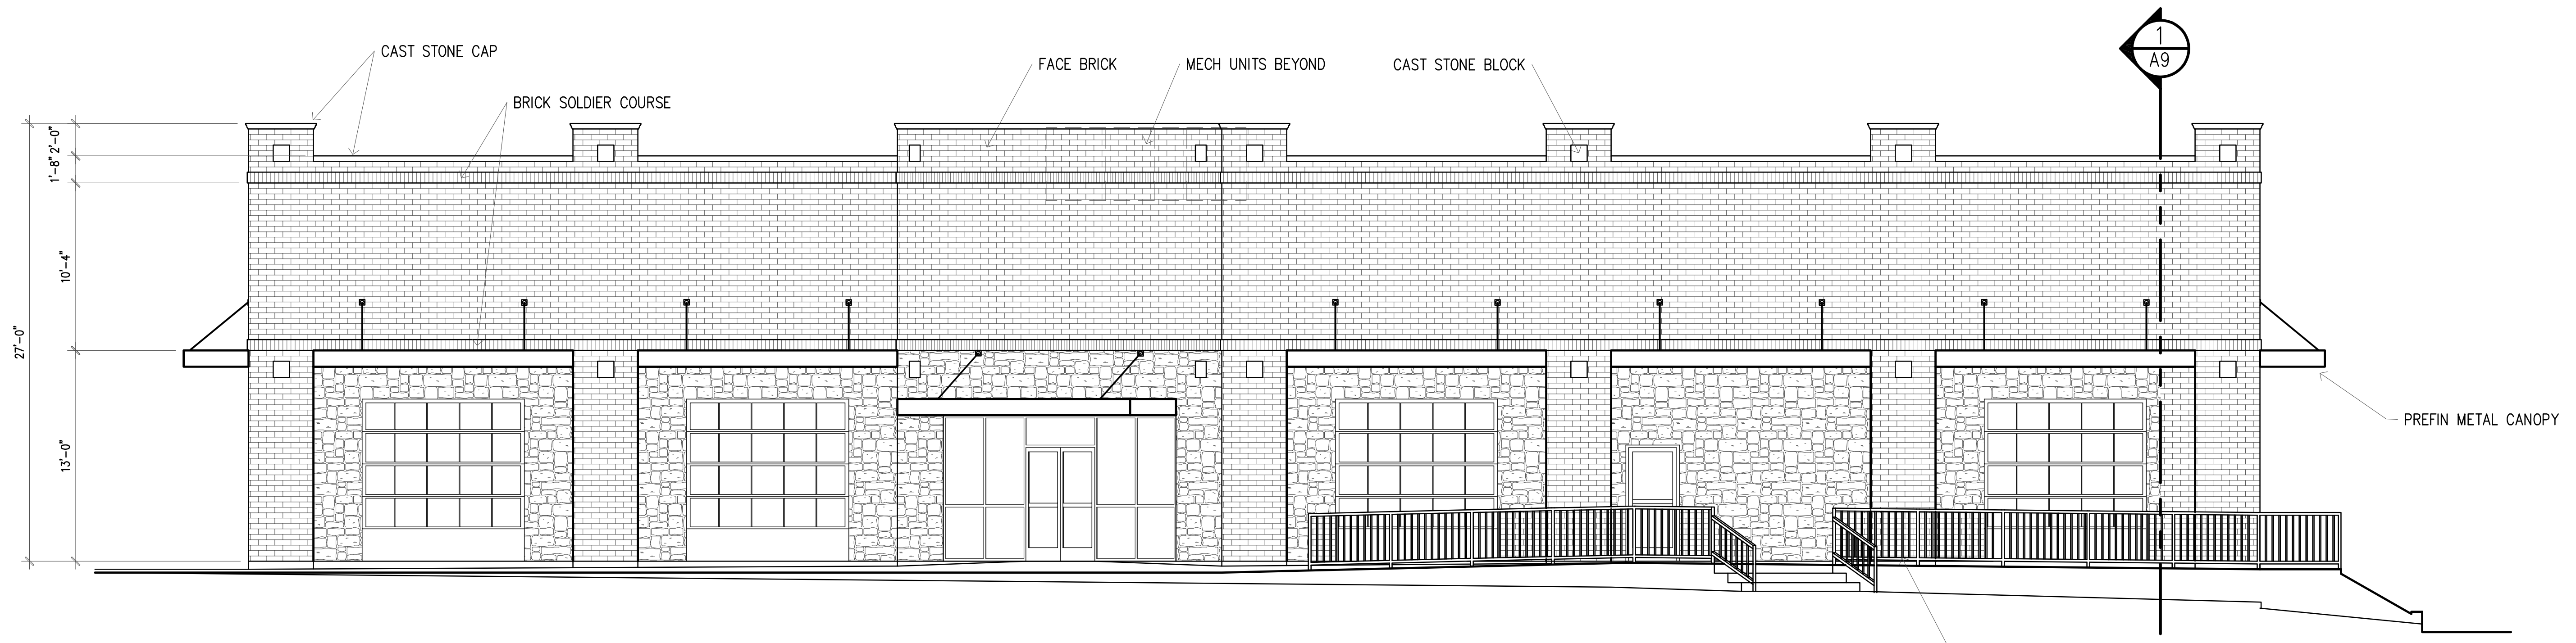 CAST STONE CAP
BRICK SOLDIER COURSE
FACE BRICK
MECH UNITS BEYOND
CAST STONE BLOCK
1
A9
2'-0"
1'-8"
10'-4"
27'-0"
13'-0"
PREFIN METAL CANOPY